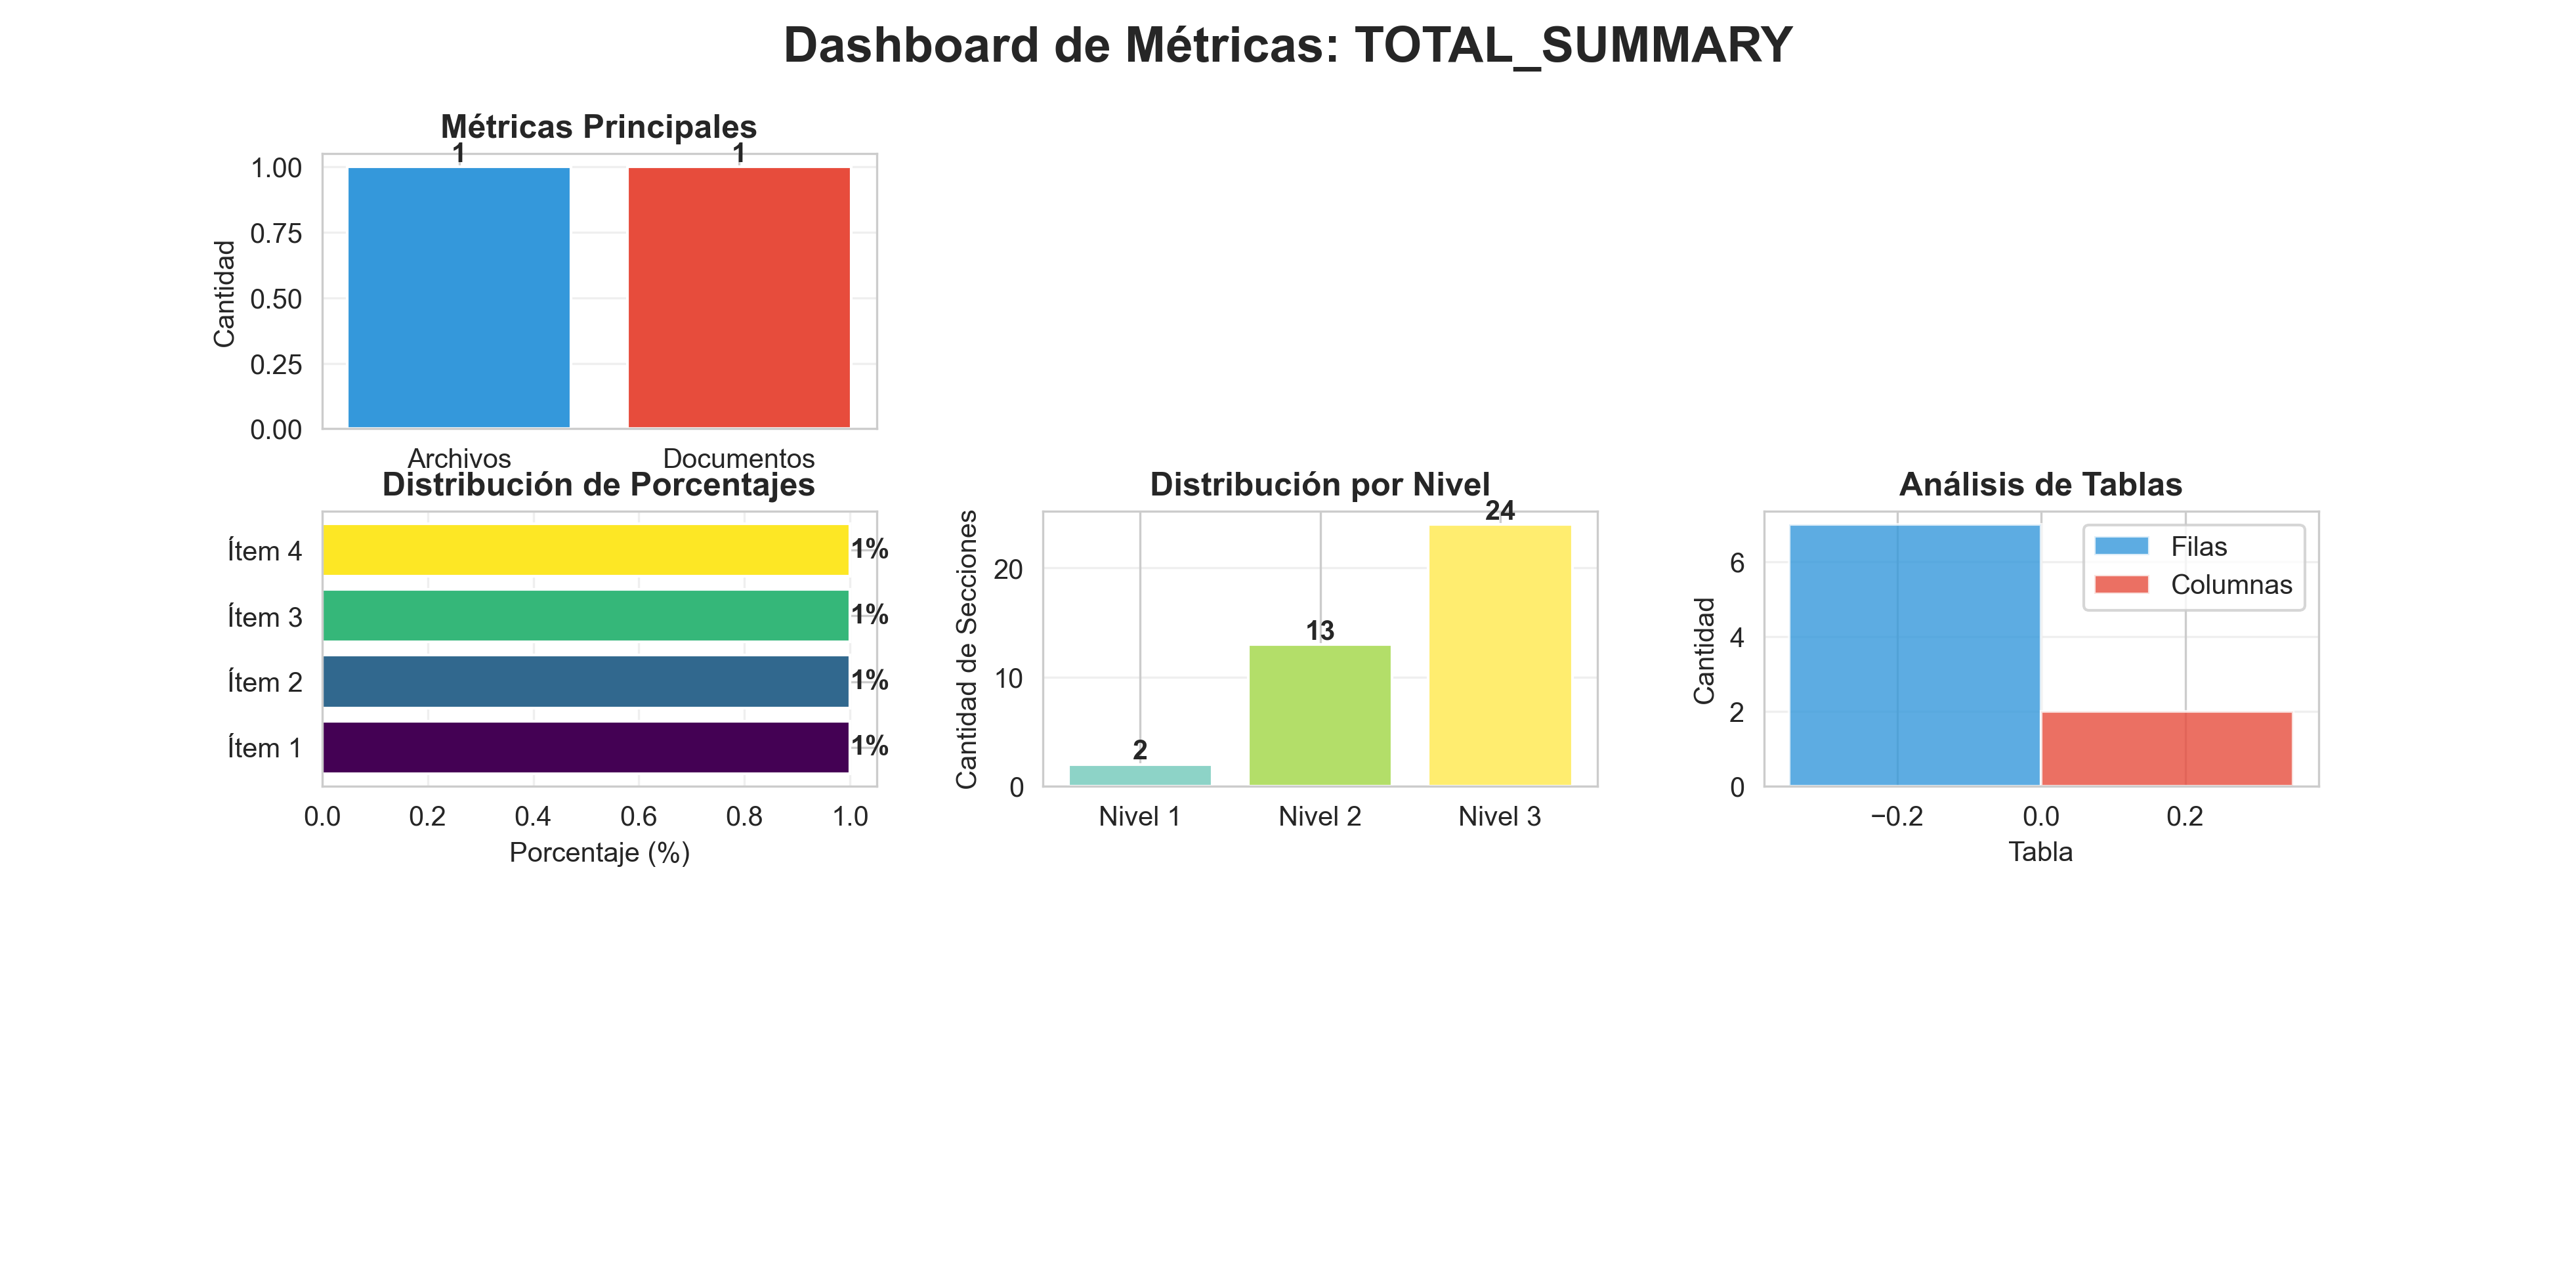 Dashboard de Métricas: TOTAL_SUMMARY
Métricas Principales
1 1
1.00
0.75
0.50
0.25
0.00
Cantidad
Archivos Documentos
Distribución de Porcentajes
Ítem 4 1%
Ítem 3 1%
Ítem 2 1%
Ítem 1 1%
0.0 0.2 0.4 0.6 0.8 1.0
Porcentaje (%)
Distribución por Nivel
Cantidad de Secciones
20
10
0
2 13 24
Nivel 1 Nivel 2 Nivel 3
Análisis de Tablas
Filas
Columnas
Cantidad
6
4
2
0
−0.2 0.0 0.2
Tabla